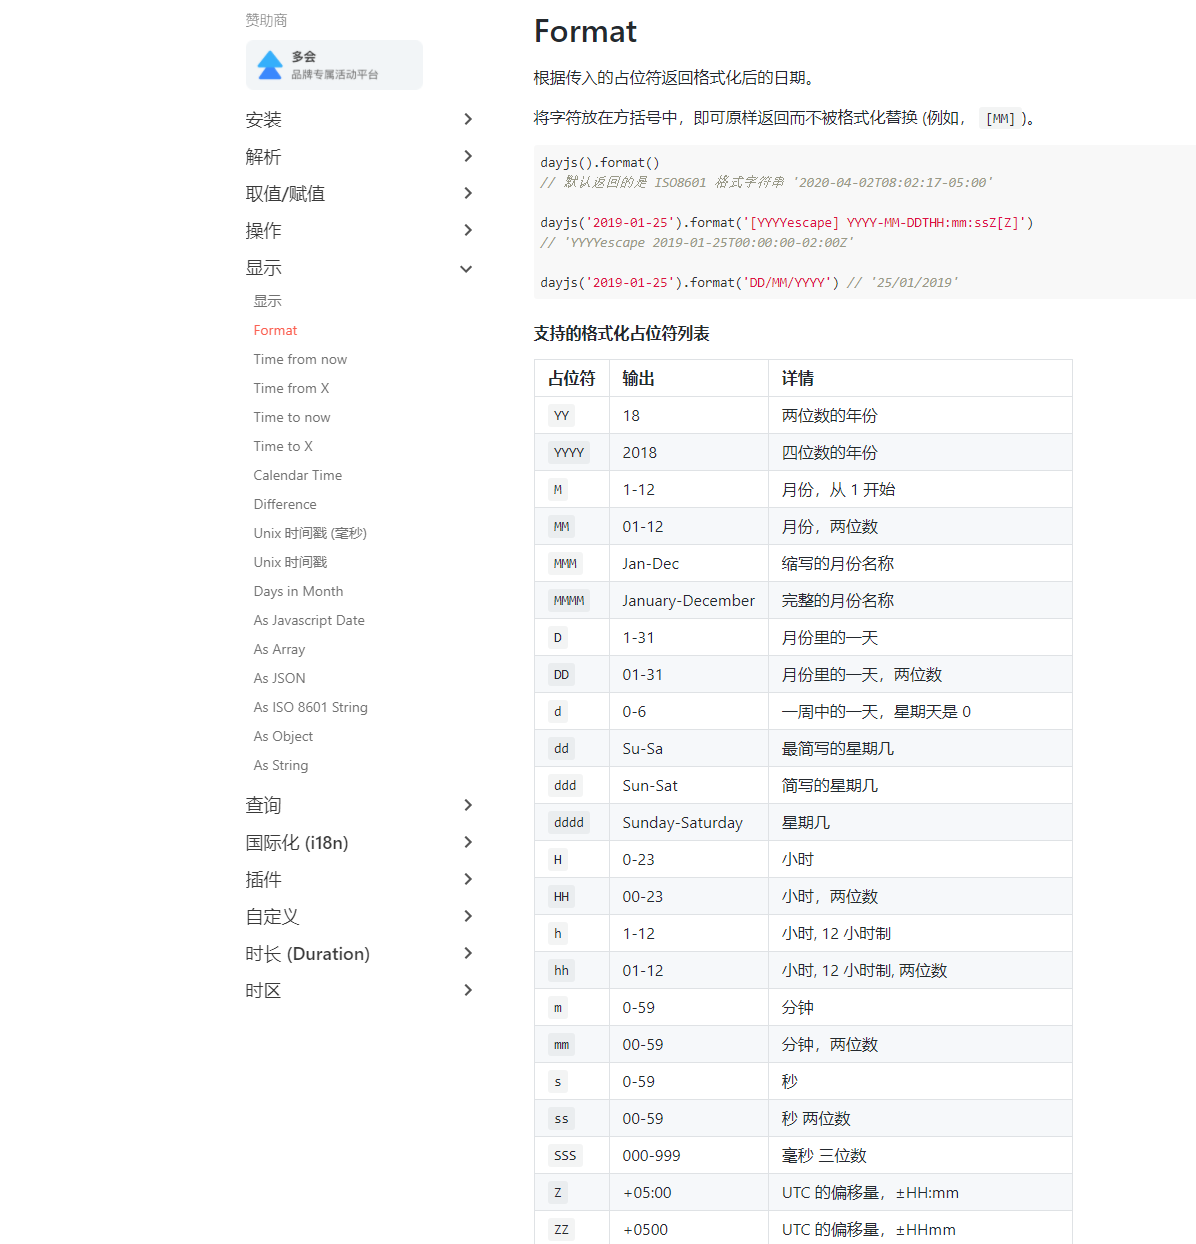 赞助商
多会
品牌专属活动平台
安装
解析
取值/赋值
操作
显示
显示
Format
Time from now
Time from X
Time to now
Time to X
Calendar Time
Difference
Unix 时间戳 (毫秒)
Unix 时间戳
Days in Month
As Javascript Date
As Array
As JSON
As ISO 8601 String
As Object
As String
查询
国际化 (i18n)
插件
自定义
时长 (Duration)
时区
Format
根据传入的占位符返回格式化后的日期。
将字符放在方括号中，即可原样返回而不被格式化替换 (例如， [MM] )。
dayjs().format()
// 默认返回的是 ISO8601 格式字符串 '2020-04-02T08:02:17-05:00'
dayjs('2019-01-25').format('[YYYYescape] YYYY-MM-DDTHH:mm:ssZ[Z]')
// 'YYYYescape 2019-01-25T00:00:00-02:00Z'
dayjs('2019-01-25').format('DD/MM/YYYY') // '25/01/2019'
支持的格式化占位符列表
占位符 输出 详情
YY 18 两位数的年份
YYYY 2018 四位数的年份
M 1-12 月份，从 1 开始
MM 01-12 月份，两位数
MMM Jan-Dec 缩写的月份名称
MMMM January-December 完整的月份名称
D 1-31 月份里的一天
DD 01-31 月份里的一天，两位数
d 0-6 一周中的一天，星期天是 0
dd Su-Sa 最简写的星期几
ddd Sun-Sat 简写的星期几
dddd Sunday-Saturday 星期几
H 0-23 小时
HH 00-23 小时，两位数
h 1-12 小时, 12 小时制
hh 01-12 小时, 12 小时制, 两位数
m 0-59 分钟
mm 00-59 分钟，两位数
s 0-59 秒
ss 00-59 秒 两位数
SSS 000-999 毫秒 三位数
Z +05:00 UTC 的偏移量，±HH:mm
ZZ +0500 UTC 的偏移量，±HHmm